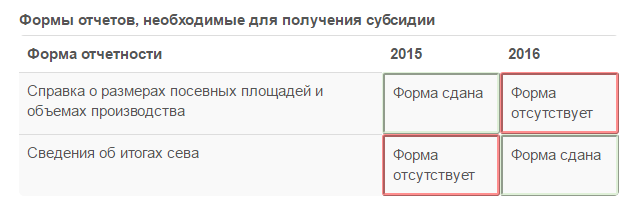 Формы отчетов, необходимые для получения субсидии
Форма отчетности 2015 2016
Справка о размерах посевных площадей и
объемах производства
Форма сдана
Форма
отсутствует
Сведения об итогах сева
Форма
отсутствует
Форма сдана